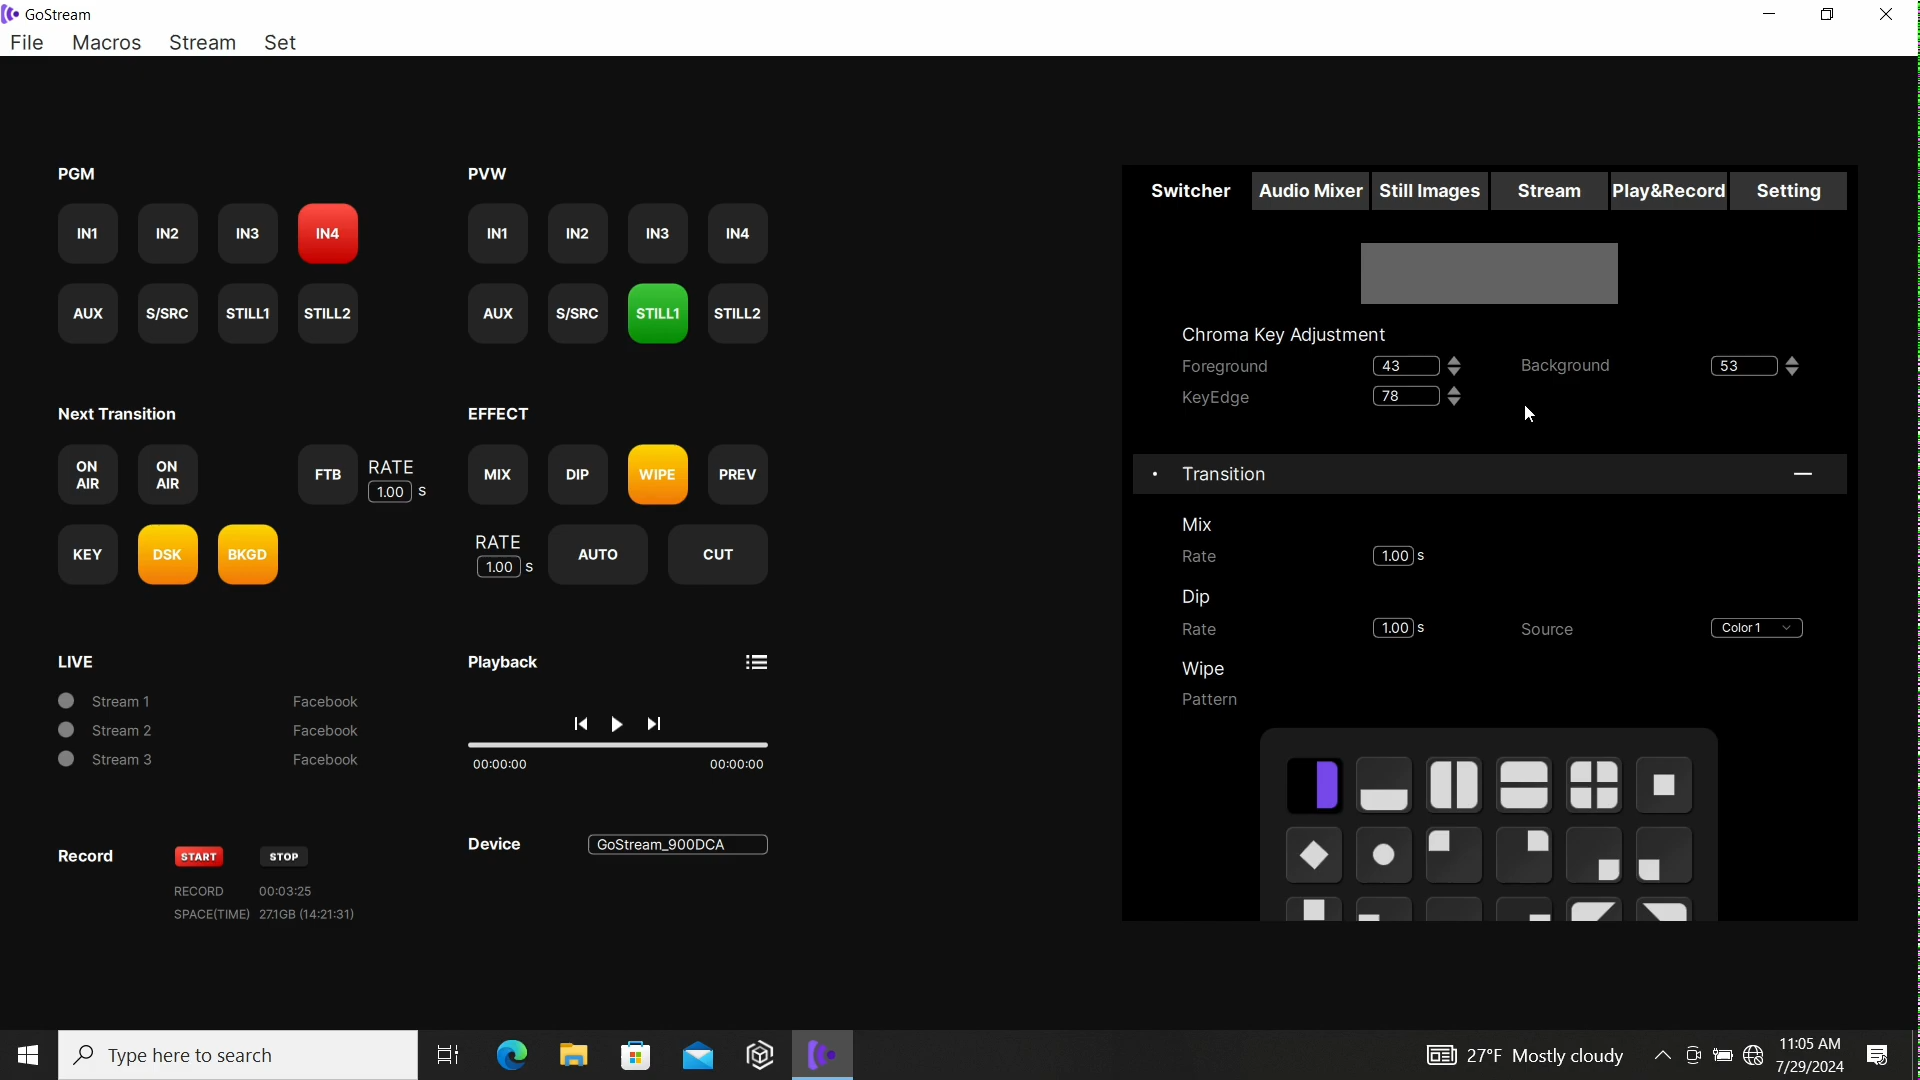 GoStream
File Macros Stream Set
PGM
IN1 IN2 IN3 IN4
AUX S/SRC STILL1 STILL2
PVW
IN1 IN2 IN3 IN4
AUX S/SRC STILL1 STILL2
Next Transition
ON AIR ON AIR FTB RATE 1.00 s
KEY DSK BKGD
EFFECT
MIX DIP WIPE PREV
RATE 1.00 s AUTO CUT
LIVE
Stream 1 Facebook
Stream 2 Facebook
Stream 3 Facebook
Playback
00:00:00 00:00:00
Record START STOP
RECORD 00:03:25
SPACE(TIME) 27.1GB (14:21:31)
Device GoStream_900DCA
Switcher Audio Mixer Still Images Stream Play&Record Setting
Chroma Key Adjustment
Foreground 43 Background 53
KeyEdge 78
Transition
Mix
Rate 1.00 s
Dip
Rate 1.00 s Source Color 1
Wipe
Pattern
Type here to search
27°F Mostly cloudy
11:05 AM
7/29/2024